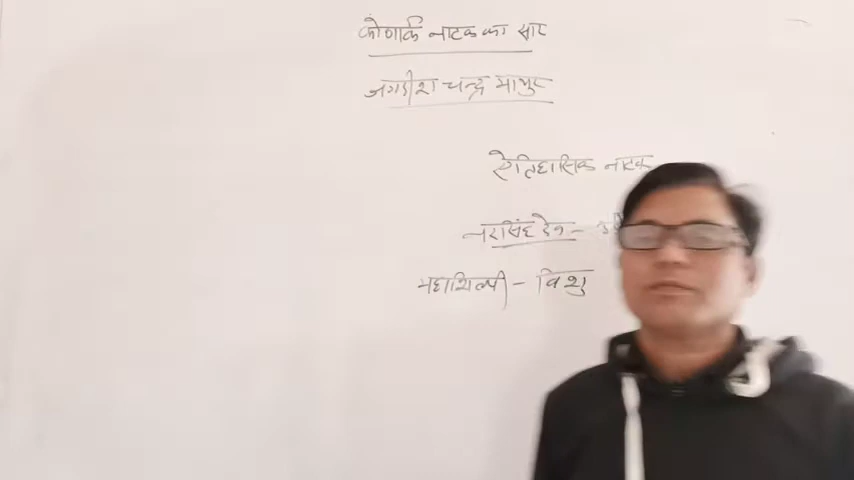 कोणार्क नाटक का सार
जगदीश चन्द्र माथुर
ऐतिहासिक नाटक
नरसिंह देव -
महाशिल्पी - विशु